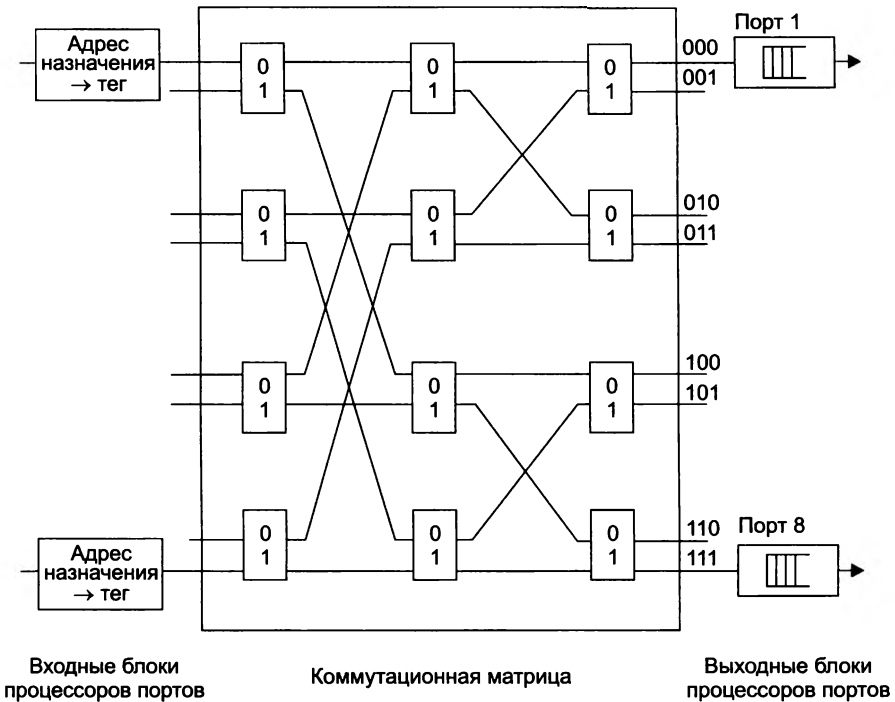 Адрес
назначения
→ тег
0
1
0
1
0
1
000
001
Порт 1
0
1
0
1
0
1
010
011
0
1
0
1
0
1
100
101
Адрес
назначения
→ тег
0
1
0
1
0
1
110
111
Порт 8
Входные блоки
процессоров портов
Коммутационная матрица
Выходные блоки
процессоров портов